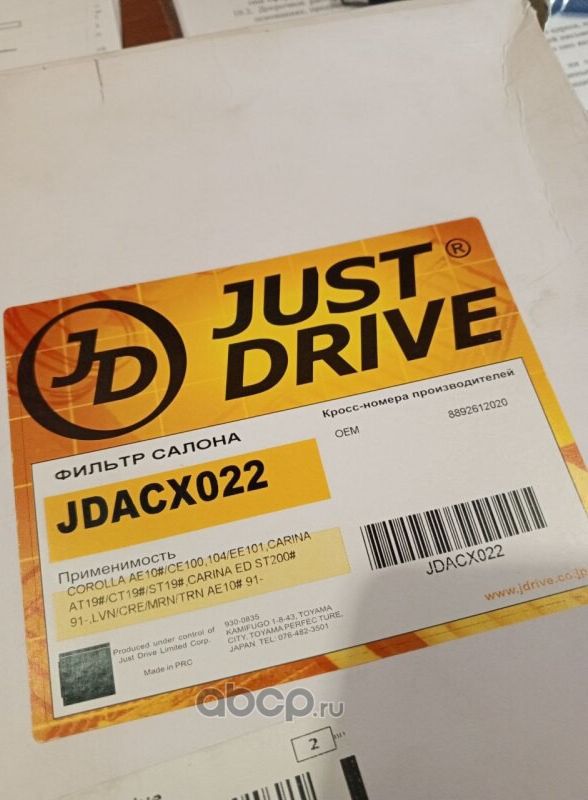 JD
JUST
DRIVE
®
ФИЛЬТР САЛОНА
JDACX022
Кросс-номера производителей
OEM 8892612020
Применимость
COROLLA AE10#/CE100,104/EE101,CARINA
AT19#/CT19#/ST19#,CARINA ED ST200#
91-,LVN/CRE/MRN/TRN AE10# 91-
JDACX022
www.jdrive.co.jp
Produced under control of
Just Drive Limited Corp.
Made in PRC
930-0835
KAMIFUGO 1-8-43, TOYAMA
CITY, TOYAMA PERFECTURE,
JAPAN TEL: 076-482-3501
abcp.ru
2